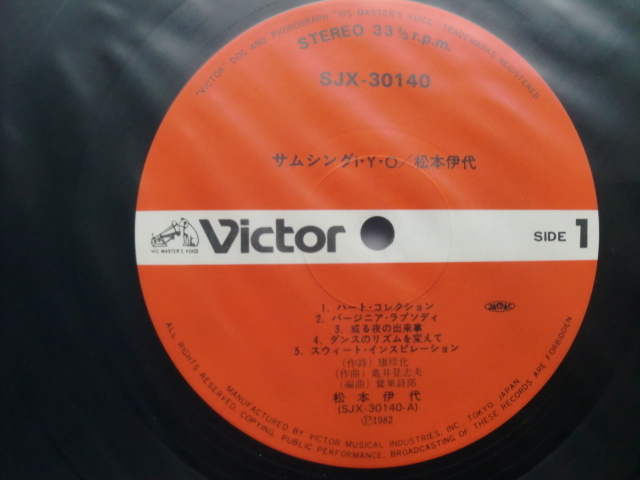 "VICTOR" DOG AND PHONOGRAPH "HIS MASTER'S VOICE" TRADEMARKS REGISTERED
STEREO 33 1/3 r.p.m.
SJX-30140
サムシングI・Y・O/松本伊代
HIS MASTER'S VOICE
Victor
SIDE 1
1. ハート・コレクション
2. バージニア・ラプソディ
3. 或る夜の出来事
4. ダンスのリズムを変えて
5. スウィート・インスピレーション
JASRAC
(作詩) 康珍化
(作曲) 亀井登志夫
(編曲) 鷺巣詩郎
松本伊代
(SJX-30140-A)
Ⓟ1982
MANUFACTURED BY VICTOR MUSICAL INDUSTRIES, INC. TOKYO, JAPAN
ALL RIGHTS RESERVED. COPYING, PUBLIC PERFORMANCE, BROADCASTING OF THESE RECORDS ARE FORBIDDEN